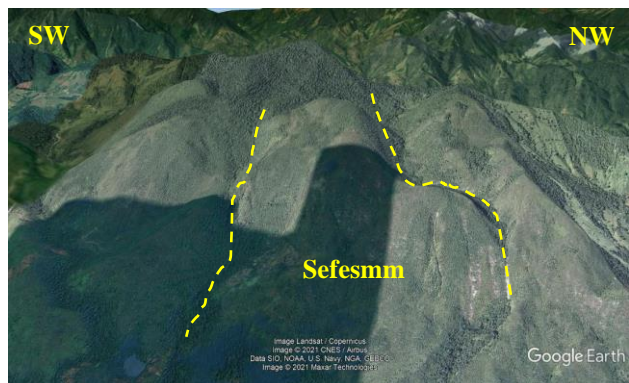 SW
NW
Sefesmm
Image Landsat / Copernicus
Image © 2021 CNES / Airbus
Data SIO, NOAA, U.S. Navy, NGA, GEBCO
Image © 2021 Maxar Technologies
Google Earth